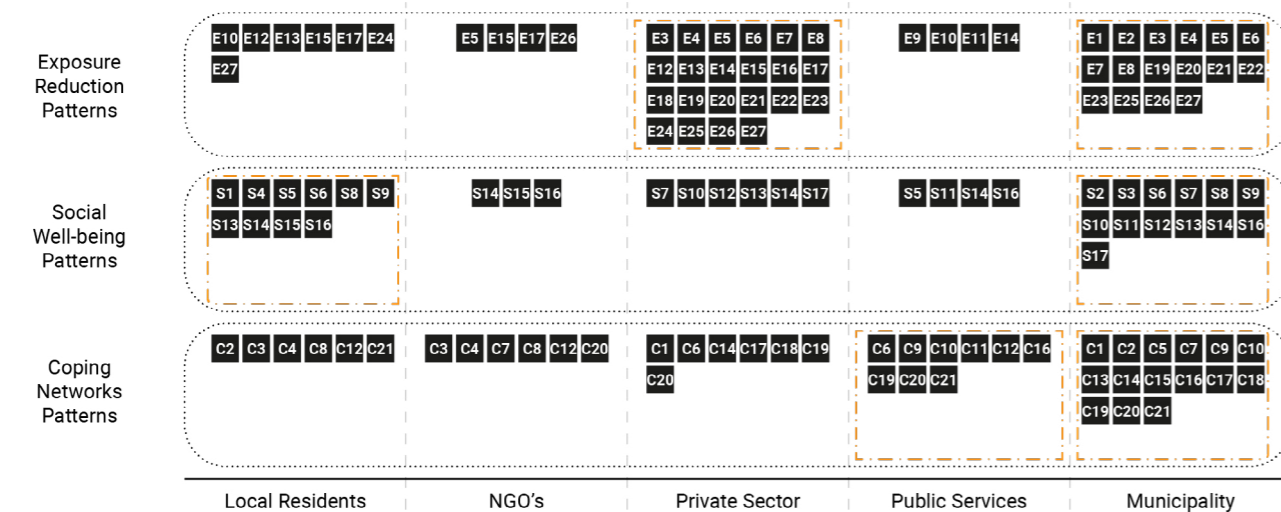 Exposure
Reduction
Patterns
E10 E12 E13 E15 E17 E24
E27
E5 E15 E17 E26
E3 E4 E5 E6 E7 E8
E12 E13 E14 E15 E16 E17
E18 E19 E20 E21 E22 E23
E24 E25 E26 E27
E9 E10 E11 E14
E1 E2 E3 E4 E5 E6
E7 E8 E19 E20 E21 E22
E23 E25 E26 E27
Social
Well-being
Patterns
S1 S4 S5 S6 S8 S9
S13 S14 S15 S16
S14 S15 S16
S7 S10 S12 S13 S14 S17
S5 S11 S14 S16
S2 S3 S6 S7 S8 S9
S10 S11 S12 S13 S14 S16
S17
Coping
Networks
Patterns
C2 C3 C4 C8 C12 C21
C3 C4 C7 C8 C12 C20
C1 C6 C14 C17 C18 C19
C20
C6 C9 C10 C11 C12 C16
C19 C20 C21
C1 C2 C5 C7 C9 C10
C13 C14 C15 C16 C17 C18
C19 C20 C21
Local Residents
NGO's
Private Sector
Public Services
Municipality